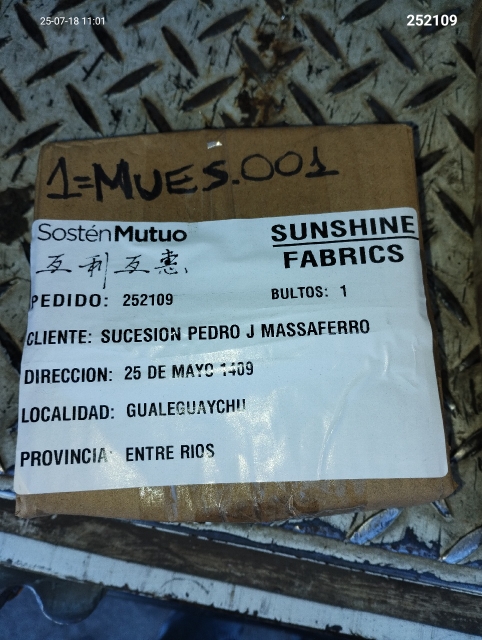 25-07-18 11:01
252109
1=MUES.001
SosténMutuo
互利互惠
SUNSHINE
FABRICS
PEDIDO: 252109
BULTOS: 1
CLIENTE: SUCESION PEDRO J MASSAFERRO
DIRECCION: 25 DE MAYO 1409
LOCALIDAD: GUALEGUAYCHU
PROVINCIA: ENTRE RIOS